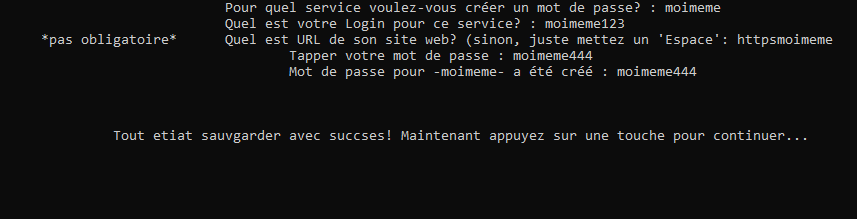 Pour quel service voulez-vous créer un mot de passe? : moimeme
Quel est votre Login pour ce service? : moimeme123
*pas obligatoire* Quel est URL de son site web? (sinon, juste mettez un 'Espace': httpsmoimeme
Tapper votre mot de passe : moimeme444
Mot de passe pour -moimeme- a été créé : moimeme444
Tout etiat sauvgarder avec succses! Maintenant appuyez sur une touche pour continuer...